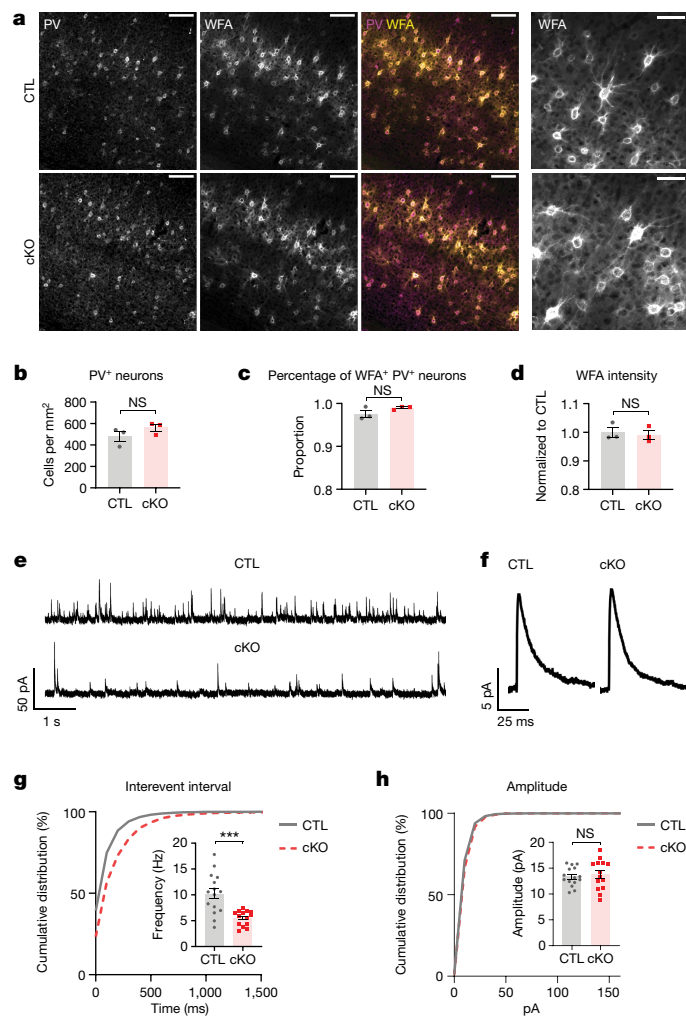 a
PV
WFA
PV WFA
WFA
CTL
cKO
b
PV⁺ neurons
NS
Cells per mm²
800
600
400
200
0
CTL cKO
c
Percentage of WFA⁺ PV⁺ neurons
NS
Proportion
1.0
0.9
0.8
CTL cKO
d
WFA intensity
NS
Normalized to CTL
1.1
1.0
0.9
0.8
CTL cKO
e
CTL
cKO
50 pA
1 s
f
CTL cKO
5 pA
25 ms
g
Interevent interval
Cumulative distribution (%)
100
50
0
0 500 1,000 1,500
Time (ms)
CTL
cKO
***
Frequency (Hz)
20
15
10
5
0
CTL cKO
h
Amplitude
Cumulative distribution (%)
100
50
0
0 50 100 150
pA
CTL
cKO
NS
Amplitude (pA)
20
15
10
5
0
CTL cKO